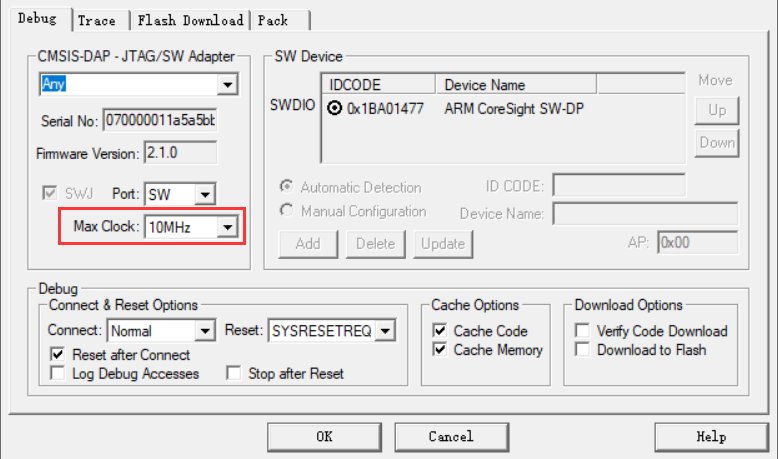 Debug Trace Flash Download Pack
CMSIS-DAP - JTAG/SW Adapter
Any
Serial No: 070000011a5a5bb
Firmware Version: 2.1.0
SWJ Port: SW
Max Clock: 10MHz
SW Device
IDCODE Device Name
SWDIO 0x1BA01477 ARM CoreSight SW-DP
Move
Up
Down
Automatic Detection ID CODE:
Manual Configuration Device Name:
Add Delete Update AP: 0x00
Debug
Connect & Reset Options
Connect: Normal Reset: SYSRESETREQ
Reset after Connect
Log Debug Accesses Stop after Reset
Cache Options
Cache Code
Cache Memory
Download Options
Verify Code Download
Download to Flash
OK Cancel Help